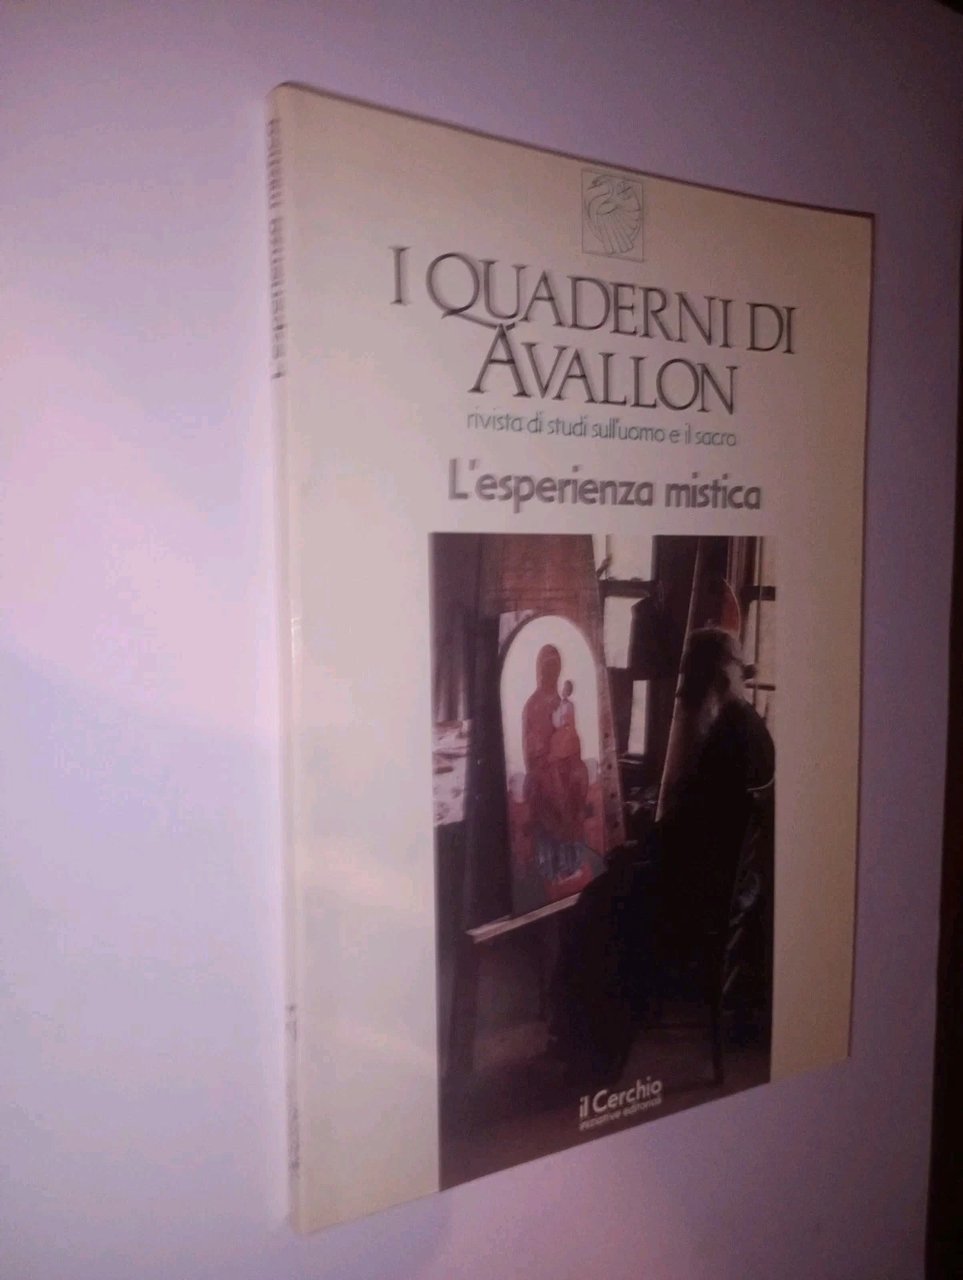 I QUADERNI DI
AVALLON
rivista di studi sull'uomo e il sacro
L'esperienza mistica
il Cerchio
iniziative editoriali